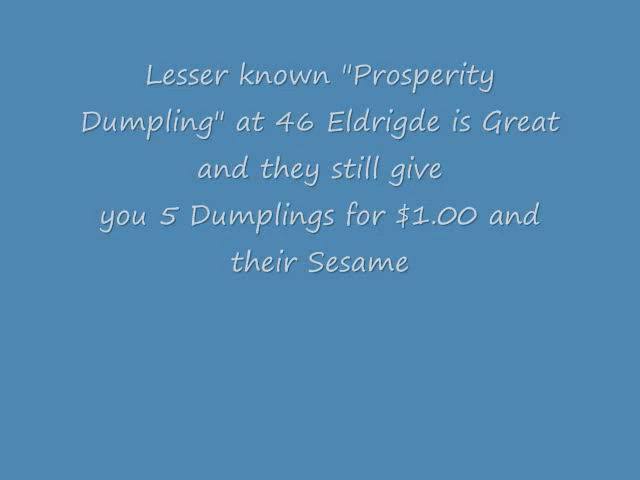 Lesser known "Prosperity
Dumpling" at 46 Eldrigde is Great
and they still give
you 5 Dumplings for $1.00 and
their Sesame